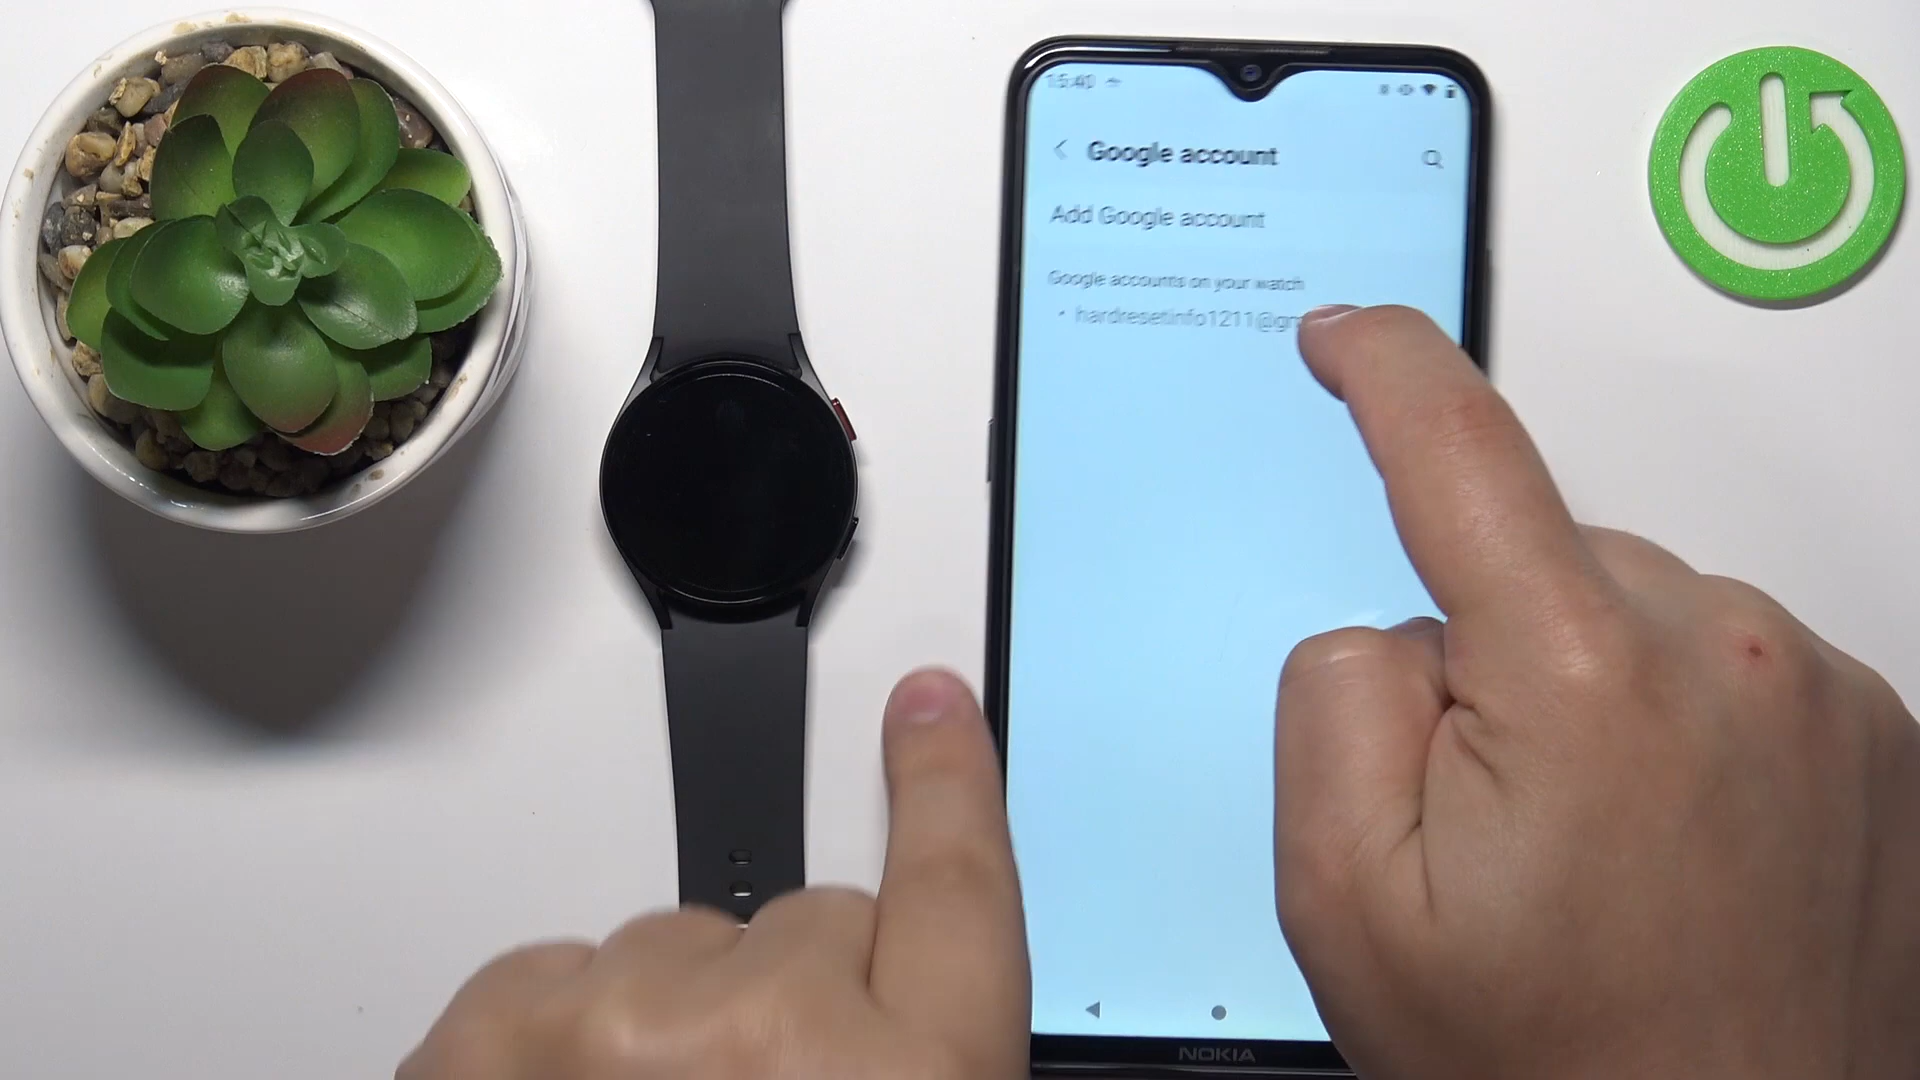 15:40
Google account
Add Google account
Google accounts on your watch
• hardresetinfo1211@gm
NOKIA